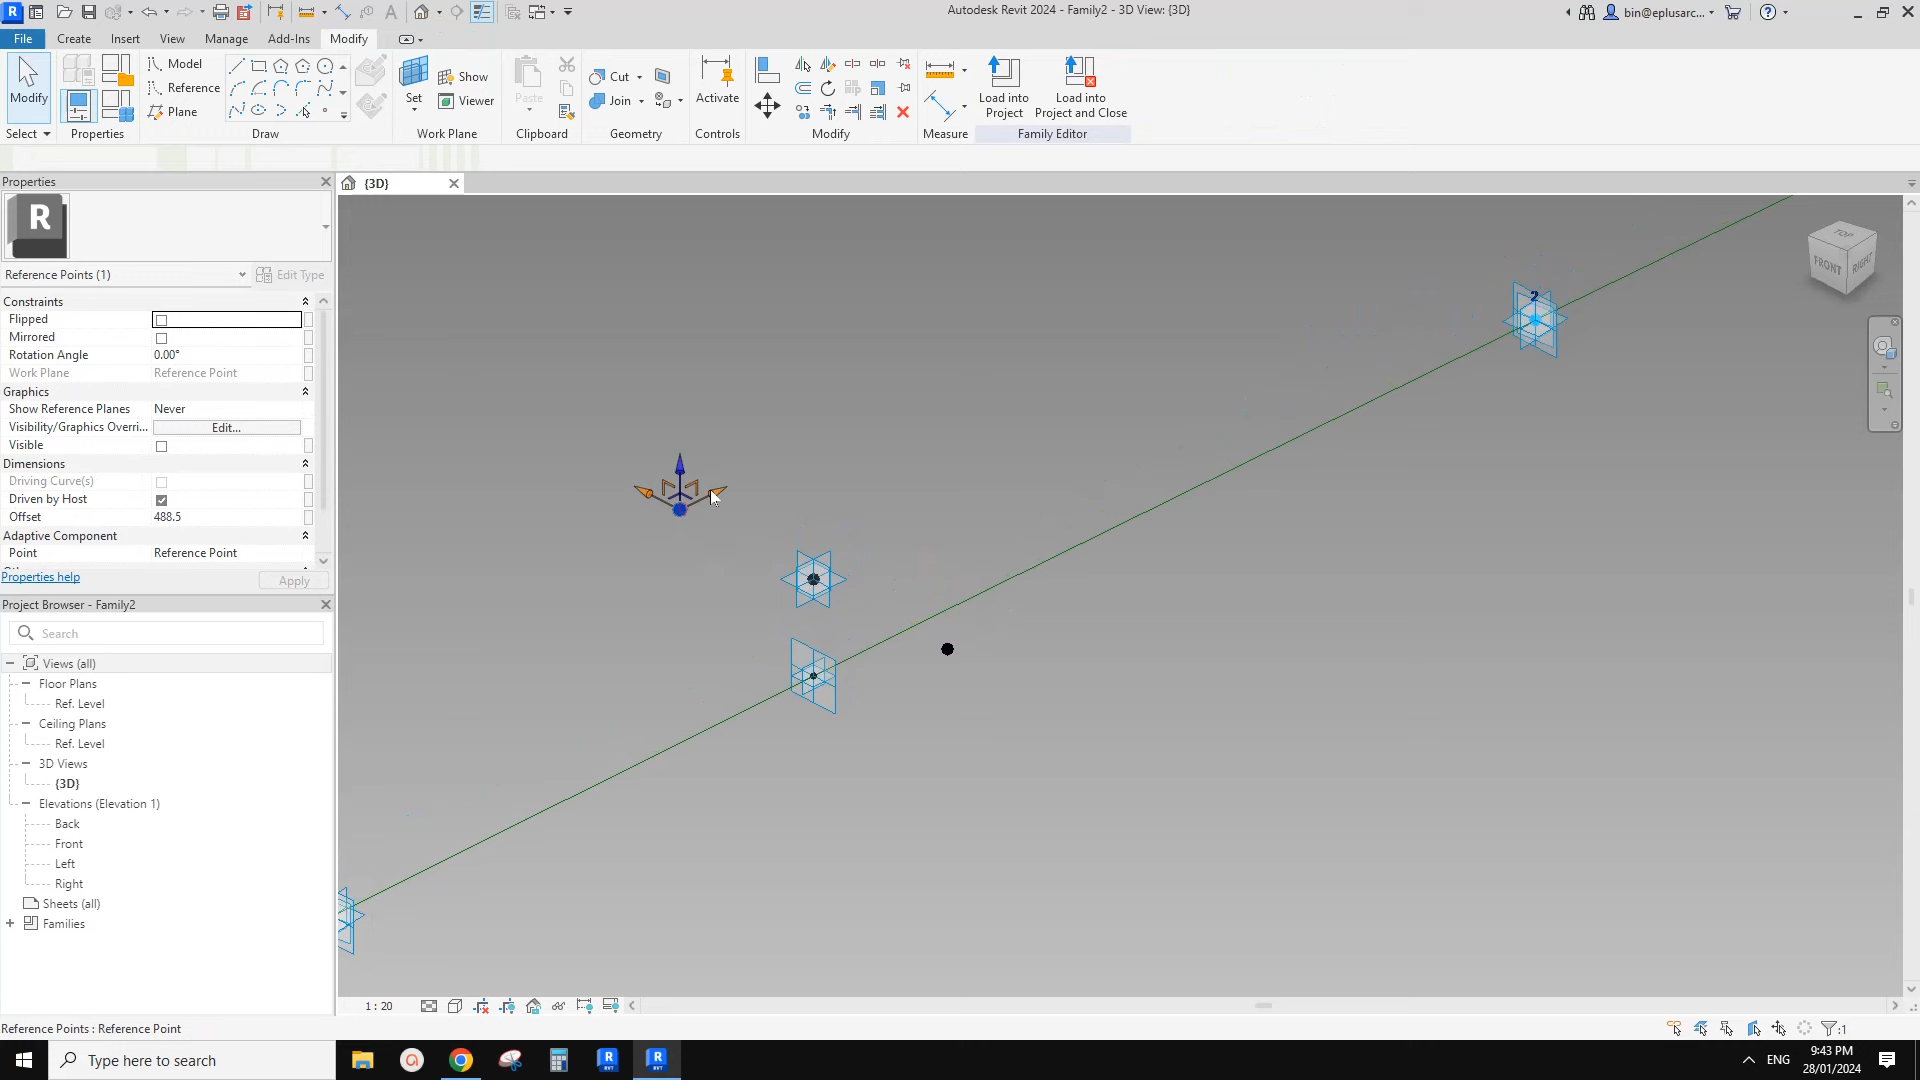 Autodesk Revit 2024 - Family2 - 3D View: {3D}
bin@eplusarc...
File Create Insert View Manage Add-Ins Modify
Modify
Select
Properties
Model
Reference
Plane
Draw
Set
Show
Viewer
Work Plane
Paste
Clipboard
Cut
Join
Geometry
Activate
Controls
Modify
Measure
Load into
Project
Load into
Project and Close
Family Editor
Properties
{3D}
R
Reference Points (1)
Edit Type
Constraints
Flipped
Mirrored
Rotation Angle 0.00°
Work Plane Reference Point
Graphics
Show Reference Planes Never
Visibility/Graphics Overri... Edit...
Visible
Dimensions
Driving Curve(s)
Driven by Host
Offset 488.5
Adaptive Component
Point Reference Point
Properties help
Apply
Project Browser - Family2
Search
Views (all)
Floor Plans
Ref. Level
Ceiling Plans
Ref. Level
3D Views
{3D}
Elevations (Elevation 1)
Back
Front
Left
Right
Sheets (all)
Families
2
TOP
FRONT
RIGHT
1 : 20
Reference Points : Reference Point
:1
Type here to search
ENG
9:43 PM
28/01/2024